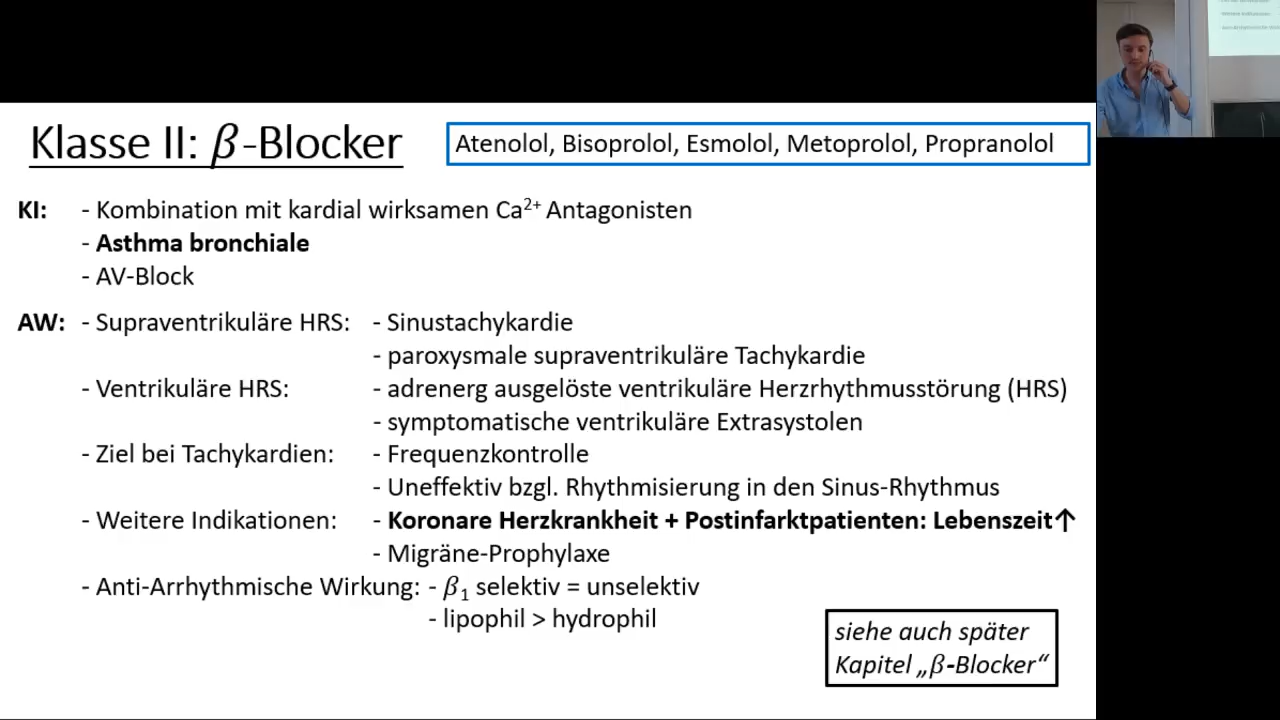 Klasse II: β-Blocker
Atenolol, Bisoprolol, Esmolol, Metoprolol, Propranolol
KI: - Kombination mit kardial wirksamen Ca²⁺ Antagonisten
- Asthma bronchiale
- AV-Block
AW: - Supraventrikuläre HRS: - Sinustachykardie
- paroxysmale supraventrikuläre Tachykardie
- Ventrikuläre HRS: - adrenerg ausgelöste ventrikuläre Herzrhythmusstörung (HRS)
- symptomatische ventrikuläre Extrasystolen
- Ziel bei Tachykardien: - Frequenzkontrolle
- Uneffektiv bzgl. Rhythmisierung in den Sinus-Rhythmus
- Weitere Indikationen: - Koronare Herzkrankheit + Postinfarktpatienten: Lebenszeit↑
- Migräne-Prophylaxe
- Anti-Arrhythmische Wirkung: - β₁ selektiv = unselektiv
- lipophil > hydrophil
siehe auch später
Kapitel „β-Blocker“